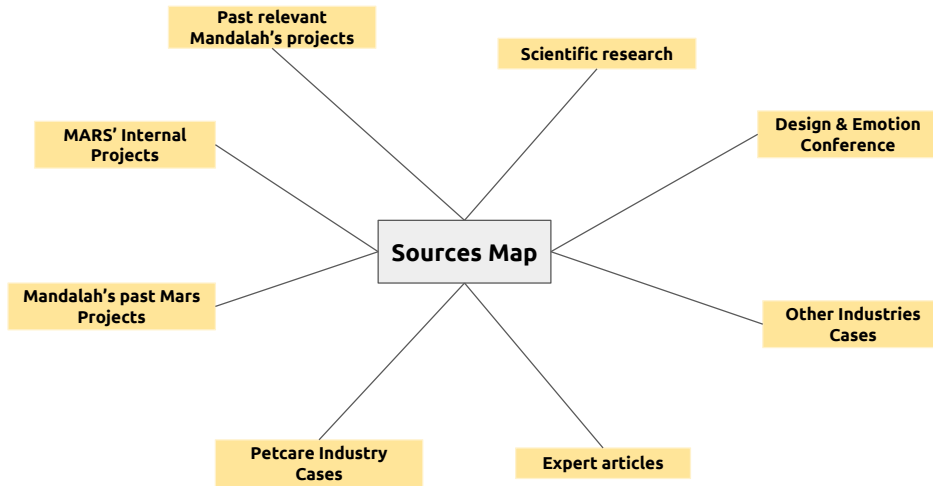 Past relevant
Mandalah’s projects
Scientific research
MARS’ Internal
Projects
Design & Emotion
Conference
Sources Map
Mandalah’s past Mars
Projects
Other Industries
Cases
Petcare Industry
Cases
Expert articles